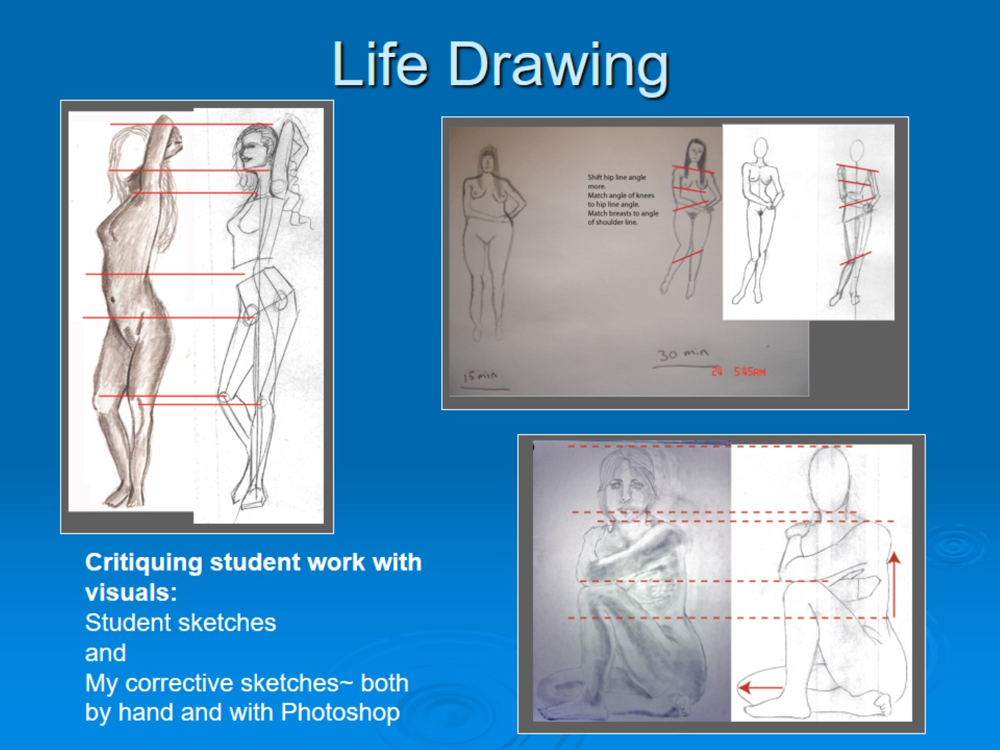 Life Drawing
Shift hip line angle
more.
Match angle of knees
to hip line angle.
Match breasts to angle
of shoulder line.
30 min
24 5:45AM
15 min
Critiquing student work with
visuals:
Student sketches
and
My corrective sketches~ both
by hand and with Photoshop